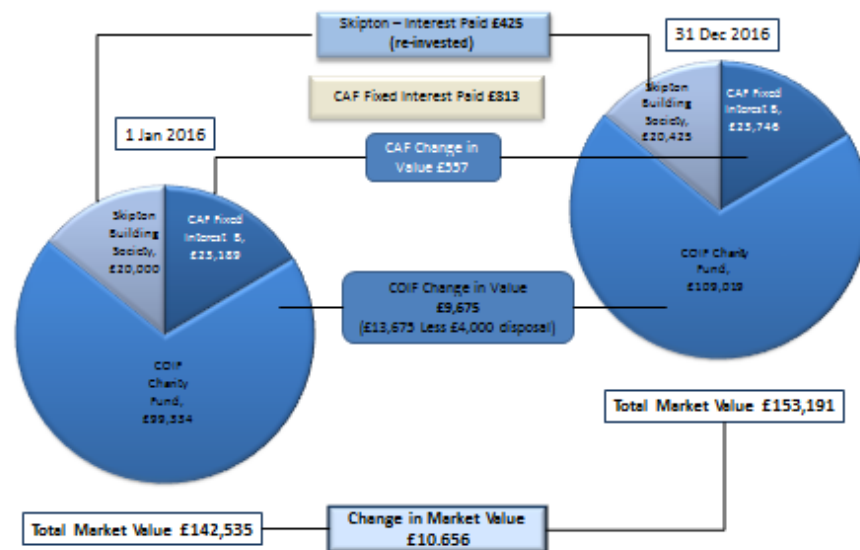 Skipton – Interest Paid £425
(re-invested)
31 Dec 2016
CAF Fixed Interest Paid £813
Skipton
Building
Society,
£20,425
CAF Fixed
Interest B,
£23,746
1 Jan 2016
CAF Change in
Value £557
Skipton
Building
Society,
£20,000
CAF Fixed
Interest B,
£23,189
COIF Charity
Fund,
£109,019
COIF Change in Value
£9,675
(£13,675 Less £4,000 disposal)
COIF
Charity
Fund,
Total Market Value £153,191
Total Market Value £142,535
Change in Market Value
£10.656